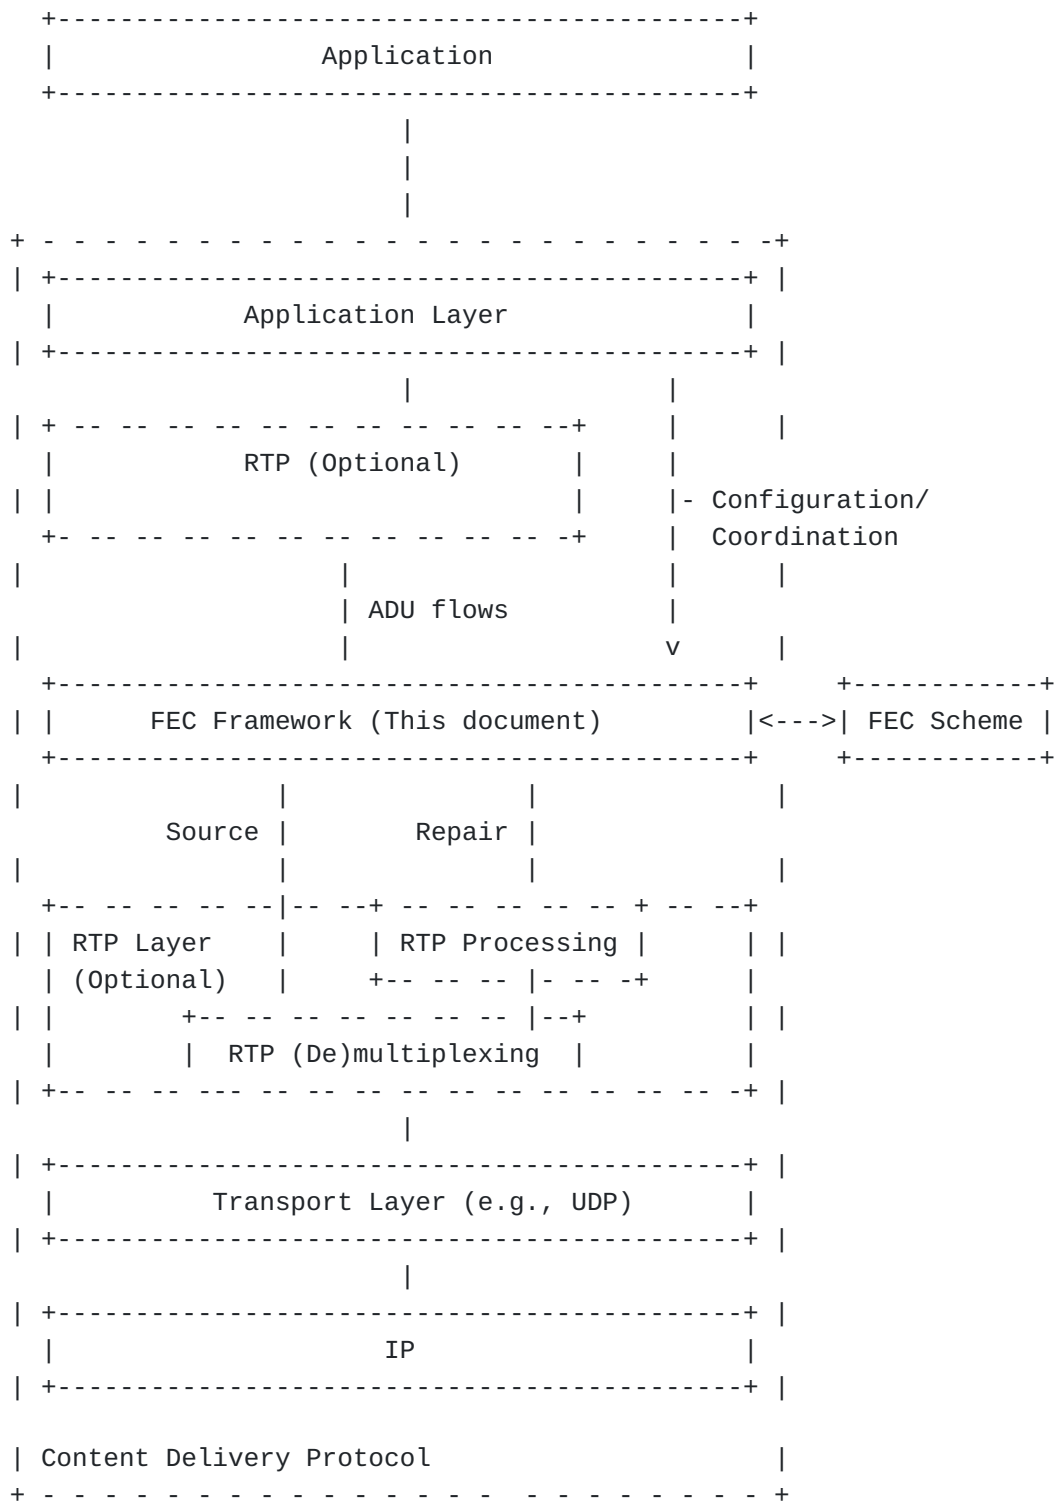 Application
Application Layer
RTP (Optional)
Configuration/
Coordination
ADU flows
v
FEC Framework (This document) <---> FEC Scheme
Source Repair
RTP Layer RTP Processing
(Optional)
RTP (De)multiplexing
Transport Layer (e.g., UDP)
IP
Content Delivery Protocol